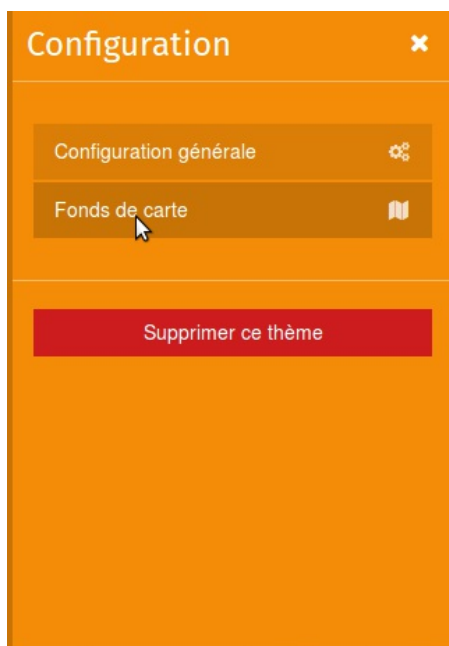 Configuration
Configuration générale
Fonds de carte
Supprimer ce thème